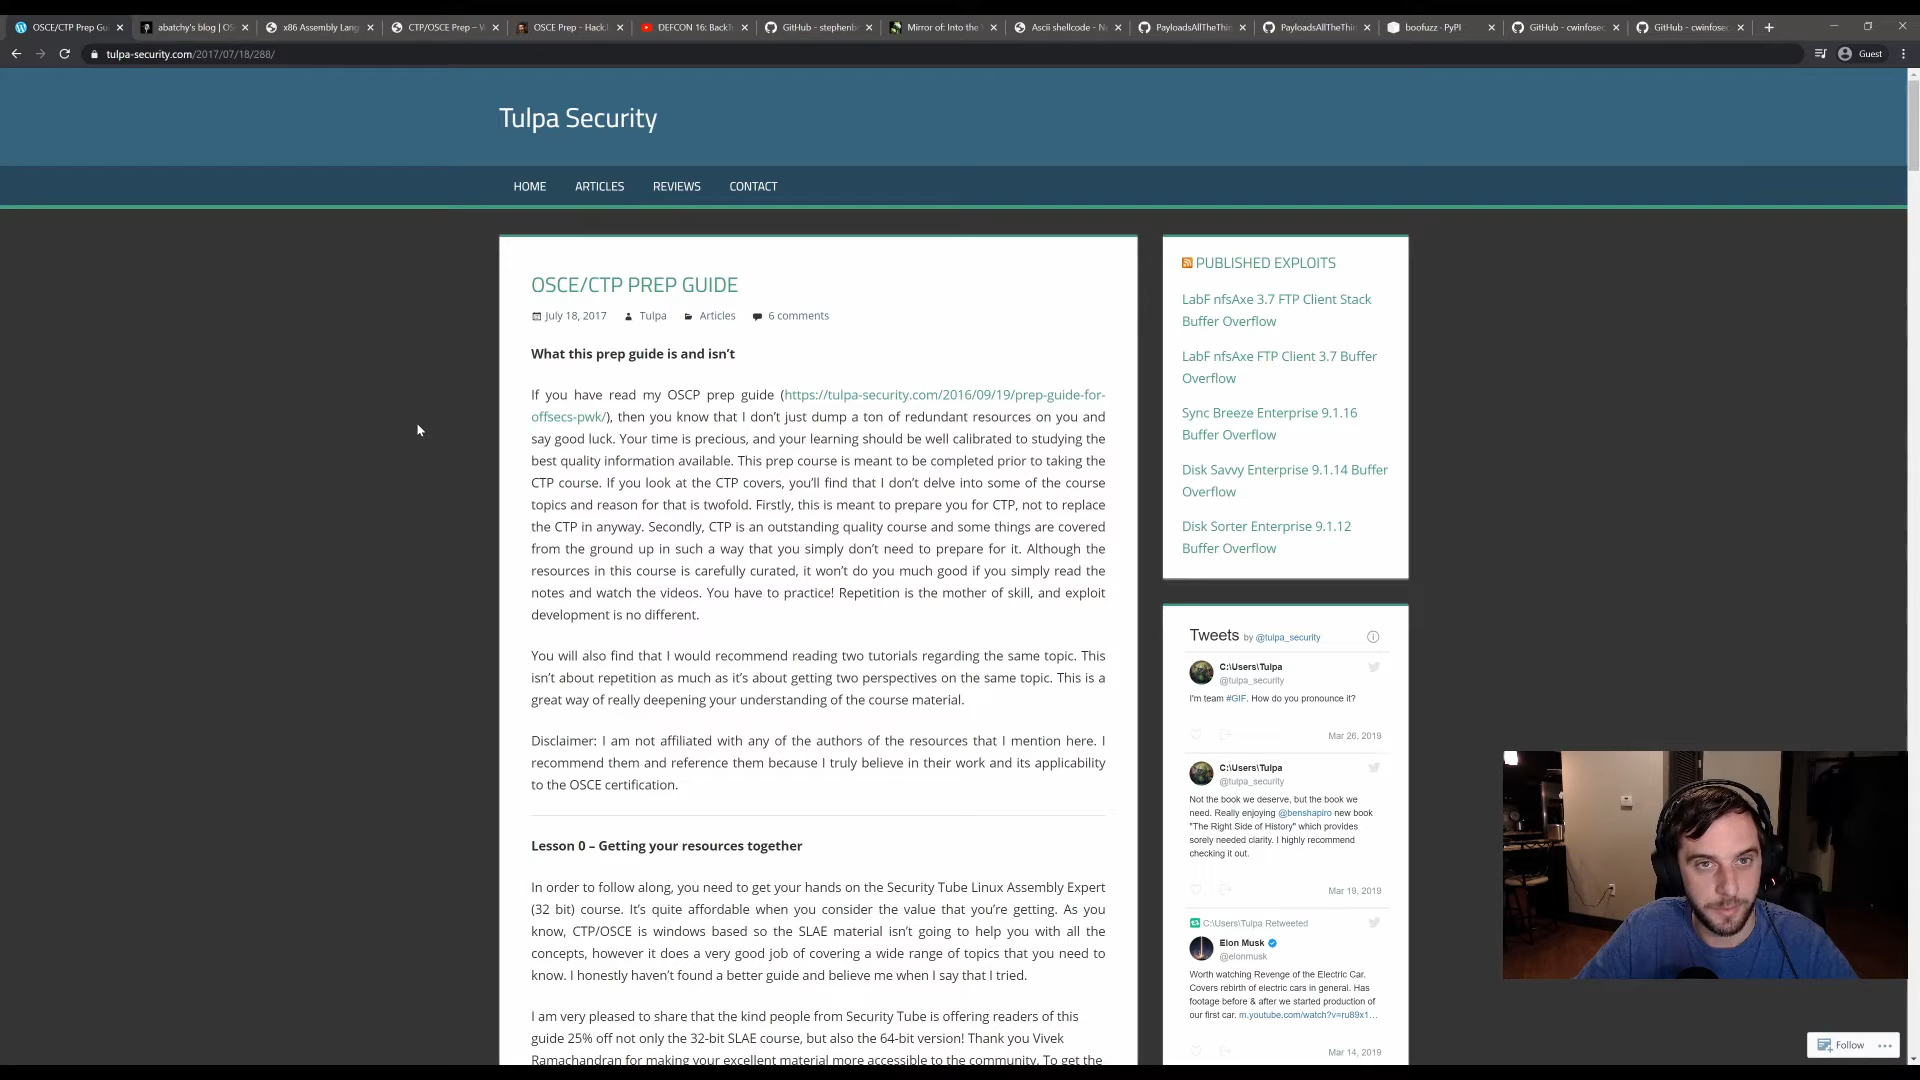 OSCE/CTP Prep Gu
abatchy's blog | OS
x86 Assembly Lang
CTP/OSCE Prep – W
OSCE Prep - Hack.
DEFCON 16: BackT
GitHub - stephenb
Mirror of: Into the
Ascii shellcode - N
PayloadsAllTheThin
PayloadsAllTheThin
boofuzz · PyPI
GitHub - cwinfosec
GitHub - cwinfosec
tulpa-security.com/2017/07/18/288/
Guest
Tulpa Security
HOME ARTICLES REVIEWS CONTACT
OSCE/CTP PREP GUIDE
July 18, 2017 Tulpa Articles 6 comments
What this prep guide is and isn't
If you have read my OSCP prep guide (https://tulpa-security.com/2016/09/19/prep-guide-for-
offsecs-pwk/), then you know that I don't just dump a ton of redundant resources on you and
say good luck. Your time is precious, and your learning should be well calibrated to studying the
best quality information available. This prep course is meant to be completed prior to taking the
CTP course. If you look at the CTP covers, you'll find that I don't delve into some of the course
topics and reason for that is twofold. Firstly, this is meant to prepare you for CTP, not to replace
the CTP in anyway. Secondly, CTP is an outstanding quality course and some things are covered
from the ground up in such a way that you simply don't need to prepare for it. Although the
resources in this course is carefully curated, it won't do you much good if you simply read the
notes and watch the videos. You have to practice! Repetition is the mother of skill, and exploit
development is no different.
You will also find that I would recommend reading two tutorials regarding the same topic. This
isn't about repetition as much as it's about getting two perspectives on the same topic. This is a
great way of really deepening your understanding of the course material.
Disclaimer: I am not affiliated with any of the authors of the resources that I mention here. I
recommend them and reference them because I truly believe in their work and its applicability
to the OSCE certification.
Lesson 0 – Getting your resources together
In order to follow along, you need to get your hands on the Security Tube Linux Assembly Expert
(32 bit) course. It's quite affordable when you consider the value that you're getting. As you
know, CTP/OSCE is windows based so the SLAE material isn't going to help you with all the
concepts, however it does a very good job of covering a wide range of topics that you need to
know. I honestly haven't found a better guide and believe me when I say that I tried.
I am very pleased to share that the kind people from Security Tube is offering readers of this
guide 25% off not only the 32-bit SLAE course, but also the 64-bit version! Thank you Vivek
Ramachandran for making your excellent material more accessible to the community. To get the
PUBLISHED EXPLOITS
LabF nfsAxe 3.7 FTP Client Stack
Buffer Overflow
LabF nfsAxe FTP Client 3.7 Buffer
Overflow
Sync Breeze Enterprise 9.1.16
Buffer Overflow
Disk Savvy Enterprise 9.1.14 Buffer
Overflow
Disk Sorter Enterprise 9.1.12
Buffer Overflow
Tweets by @tulpa_security
C:\Users\Tulpa
@tulpa_security
I'm team #GIF. How do you pronounce it?
Mar 26, 2019
C:\Users\Tulpa
@tulpa_security
Not the book we deserve, but the book we
need. Really enjoying @benshapiro new book
"The Right Side of History" which provides
sorely needed clarity. I highly recommend
checking it out.
Mar 19, 2019
C:\Users\Tulpa Retweeted
Elon Musk
@elonmusk
Worth watching Revenge of the Electric Car.
Covers rebirth of electric cars in general. Has
footage before & after we started production of
our first car. m.youtube.com/watch?v=ru89x1…
Mar 14, 2019
Follow